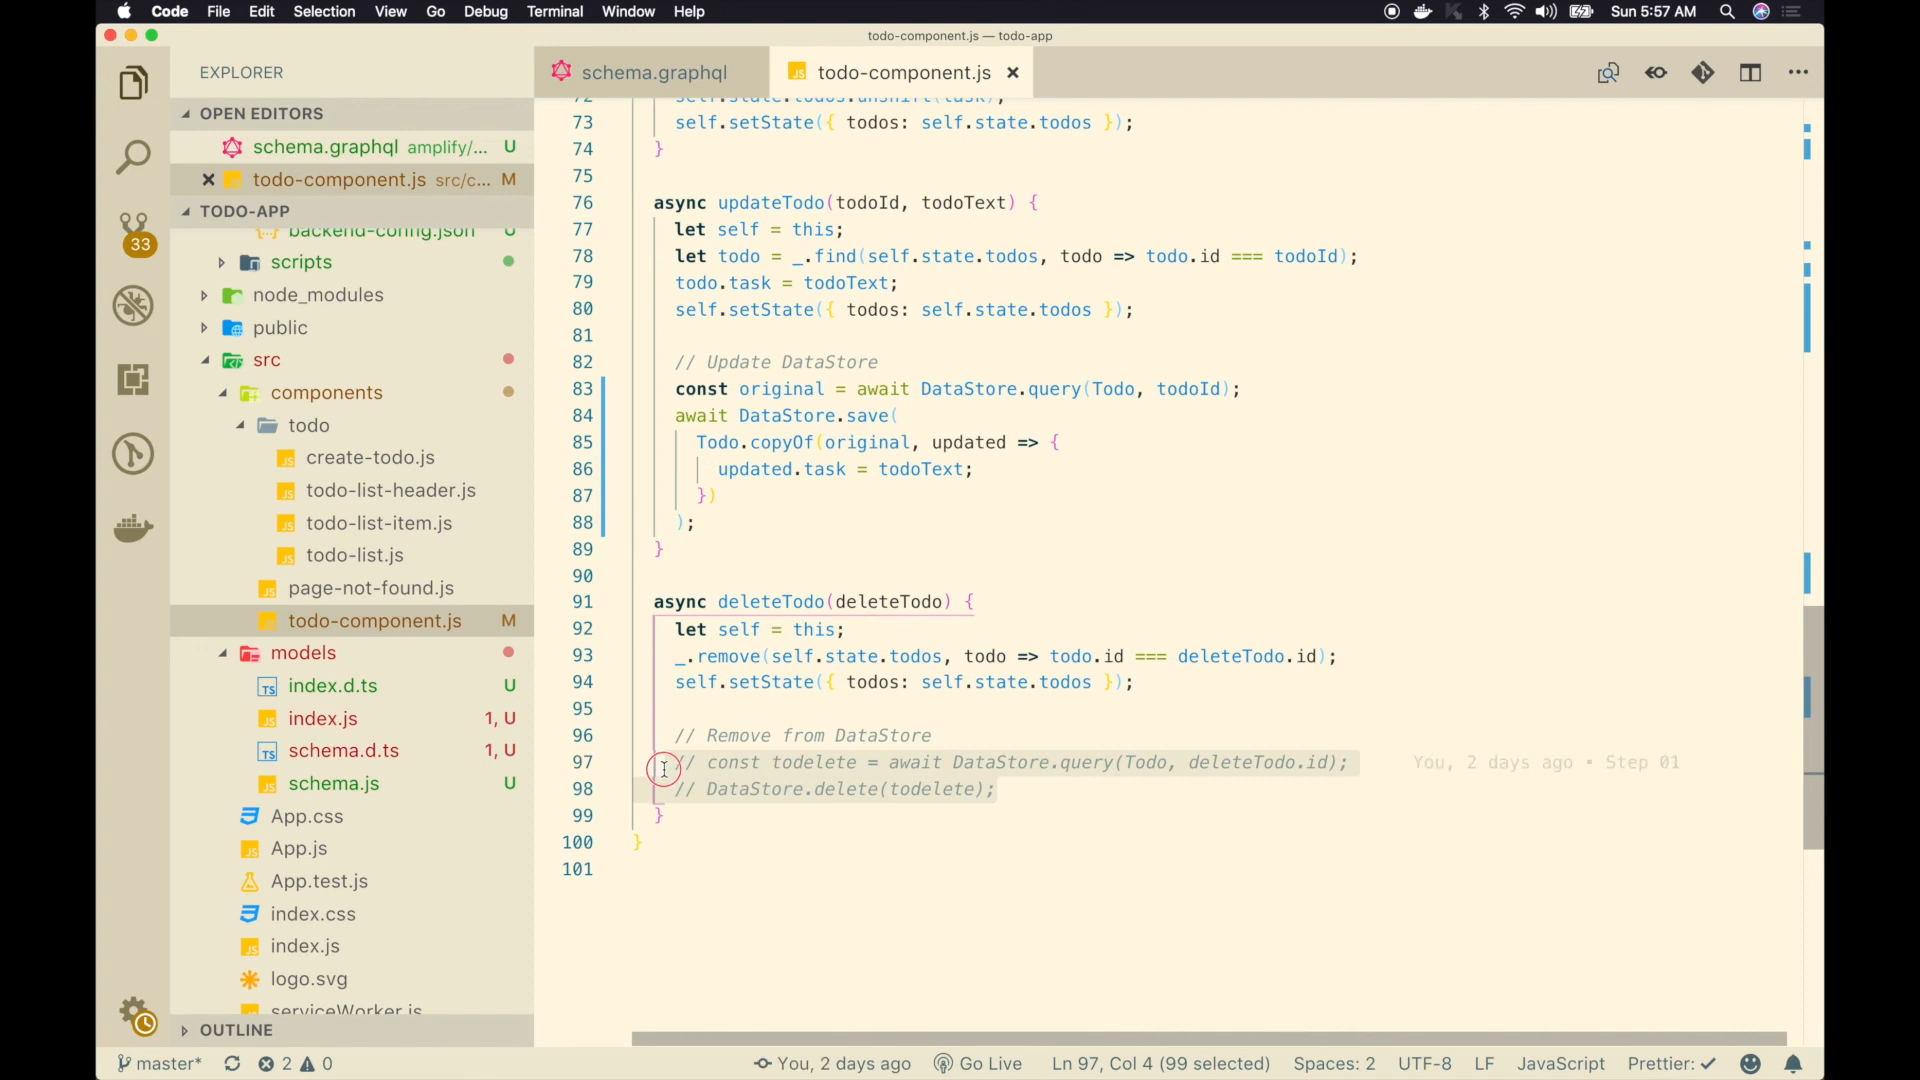 Code File Edit Selection View Go Debug Terminal Window Help
Sun 5:57 AM
todo-component.js — todo-app
EXPLORER
OPEN EDITORS
schema.graphql amplify/... U
todo-component.js src/c... M
TODO-APP
backend-config.json U
scripts
node_modules
public
src
components
todo
create-todo.js
todo-list-header.js
todo-list-item.js
todo-list.js
page-not-found.js
todo-component.js M
models
index.d.ts U
index.js 1, U
schema.d.ts 1, U
schema.js U
App.css
App.js
App.test.js
index.css
index.js
logo.svg
serviceWorker.js
OUTLINE
33
schema.graphql
todo-component.js
72 self.state.todos.unshift(task);
73 self.setState({ todos: self.state.todos });
74 }
75
76 async updateTodo(todoId, todoText) {
77 let self = this;
78 let todo = _.find(self.state.todos, todo => todo.id === todoId);
79 todo.task = todoText;
80 self.setState({ todos: self.state.todos });
81
82 // Update DataStore
83 const original = await DataStore.query(Todo, todoId);
84 await DataStore.save(
85 Todo.copyOf(original, updated => {
86 updated.task = todoText;
87 })
88 );
89 }
90
91 async deleteTodo(deleteTodo) {
92 let self = this;
93 _.remove(self.state.todos, todo => todo.id === deleteTodo.id);
94 self.setState({ todos: self.state.todos });
95
96 // Remove from DataStore
97 // const todelete = await DataStore.query(Todo, deleteTodo.id); You, 2 days ago • Step 01
98 // DataStore.delete(todelete);
99 }
100 }
101
master* 2 0 You, 2 days ago Go Live Ln 97, Col 4 (99 selected) Spaces: 2 UTF-8 LF JavaScript Prettier: ✓